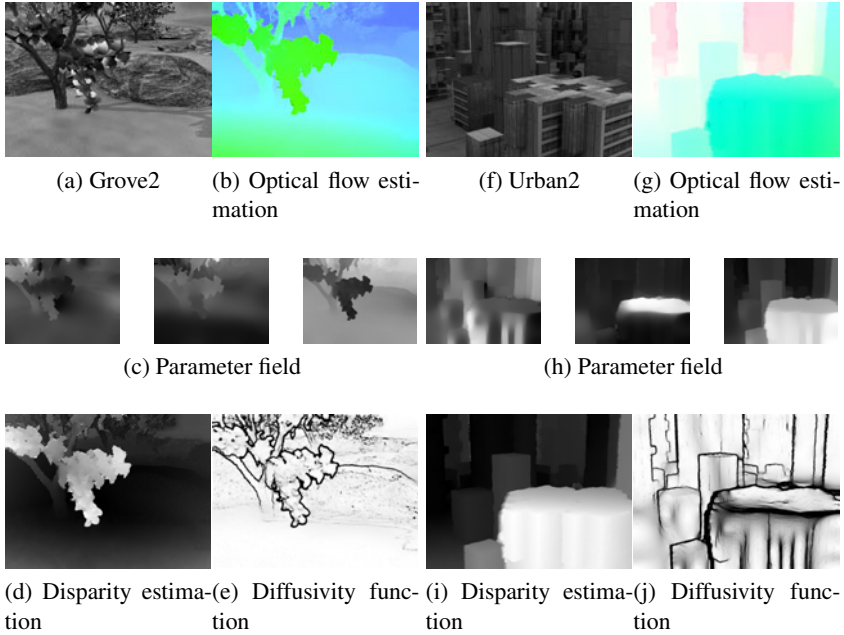 (a) Grove2
(b) Optical flow esti-
mation
(f) Urban2
(g) Optical flow esti-
mation
(c) Parameter field
(h) Parameter field
(d) Disparity estima-
tion
(e) Diffusivity func-
tion
(i) Disparity estima-
tion
(j) Diffusivity func-
tion